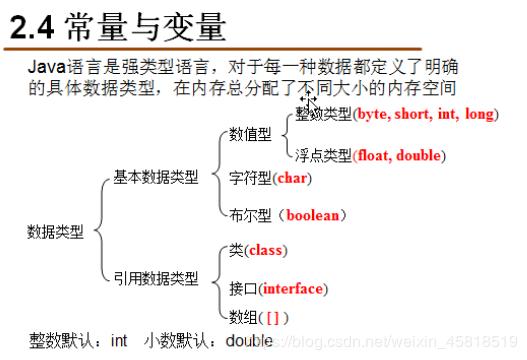 2.4 常量与变量
Java语言是强类型语言，对于每一种数据都定义了明确
的具体数据类型，在内存总分配了不同大小的内存空间
整数类型(byte, short, int, long)
数值型
浮点类型(float, double)
基本数据类型
字符型(char)
布尔型（boolean）
数据类型
类(class)
引用数据类型
接口(interface)
数组([ ] )
整数默认：int 小数默认：double
https://blog.csdn.net/weixin_45818519